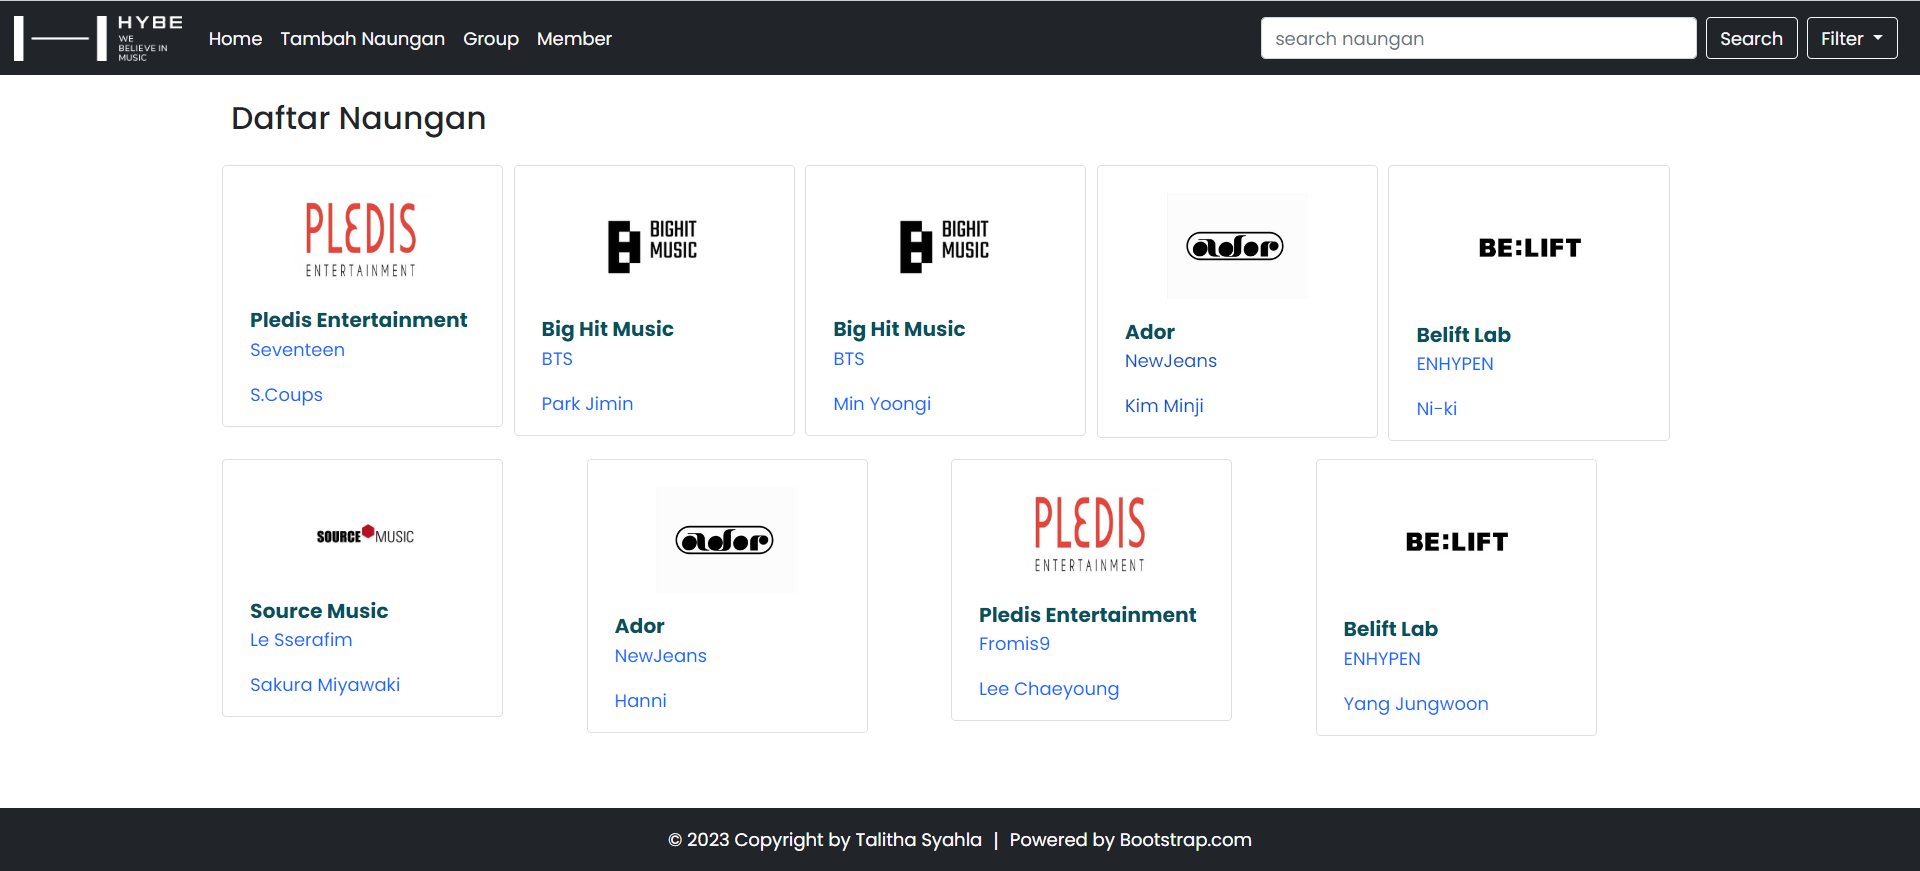 HYBE
WE
BELIEVE IN
MUSIC
Home Tambah Naungan Group Member
search naungan Search Filter
Daftar Naungan
PLEDIS
ENTERTAINMENT
Pledis Entertainment
Seventeen
S.Coups
BIGHIT
MUSIC
Big Hit Music
BTS
Park Jimin
BIGHIT
MUSIC
Big Hit Music
BTS
Min Yoongi
ador
Ador
NewJeans
Kim Minji
BE:LIFT
Belift Lab
ENHYPEN
Ni-ki
SOURCE MUSIC
Source Music
Le Sserafim
Sakura Miyawaki
ador
Ador
NewJeans
Hanni
PLEDIS
ENTERTAINMENT
Pledis Entertainment
Fromis9
Lee Chaeyoung
BE:LIFT
Belift Lab
ENHYPEN
Yang Jungwoon
© 2023 Copyright by Talitha Syahla | Powered by Bootstrap.com